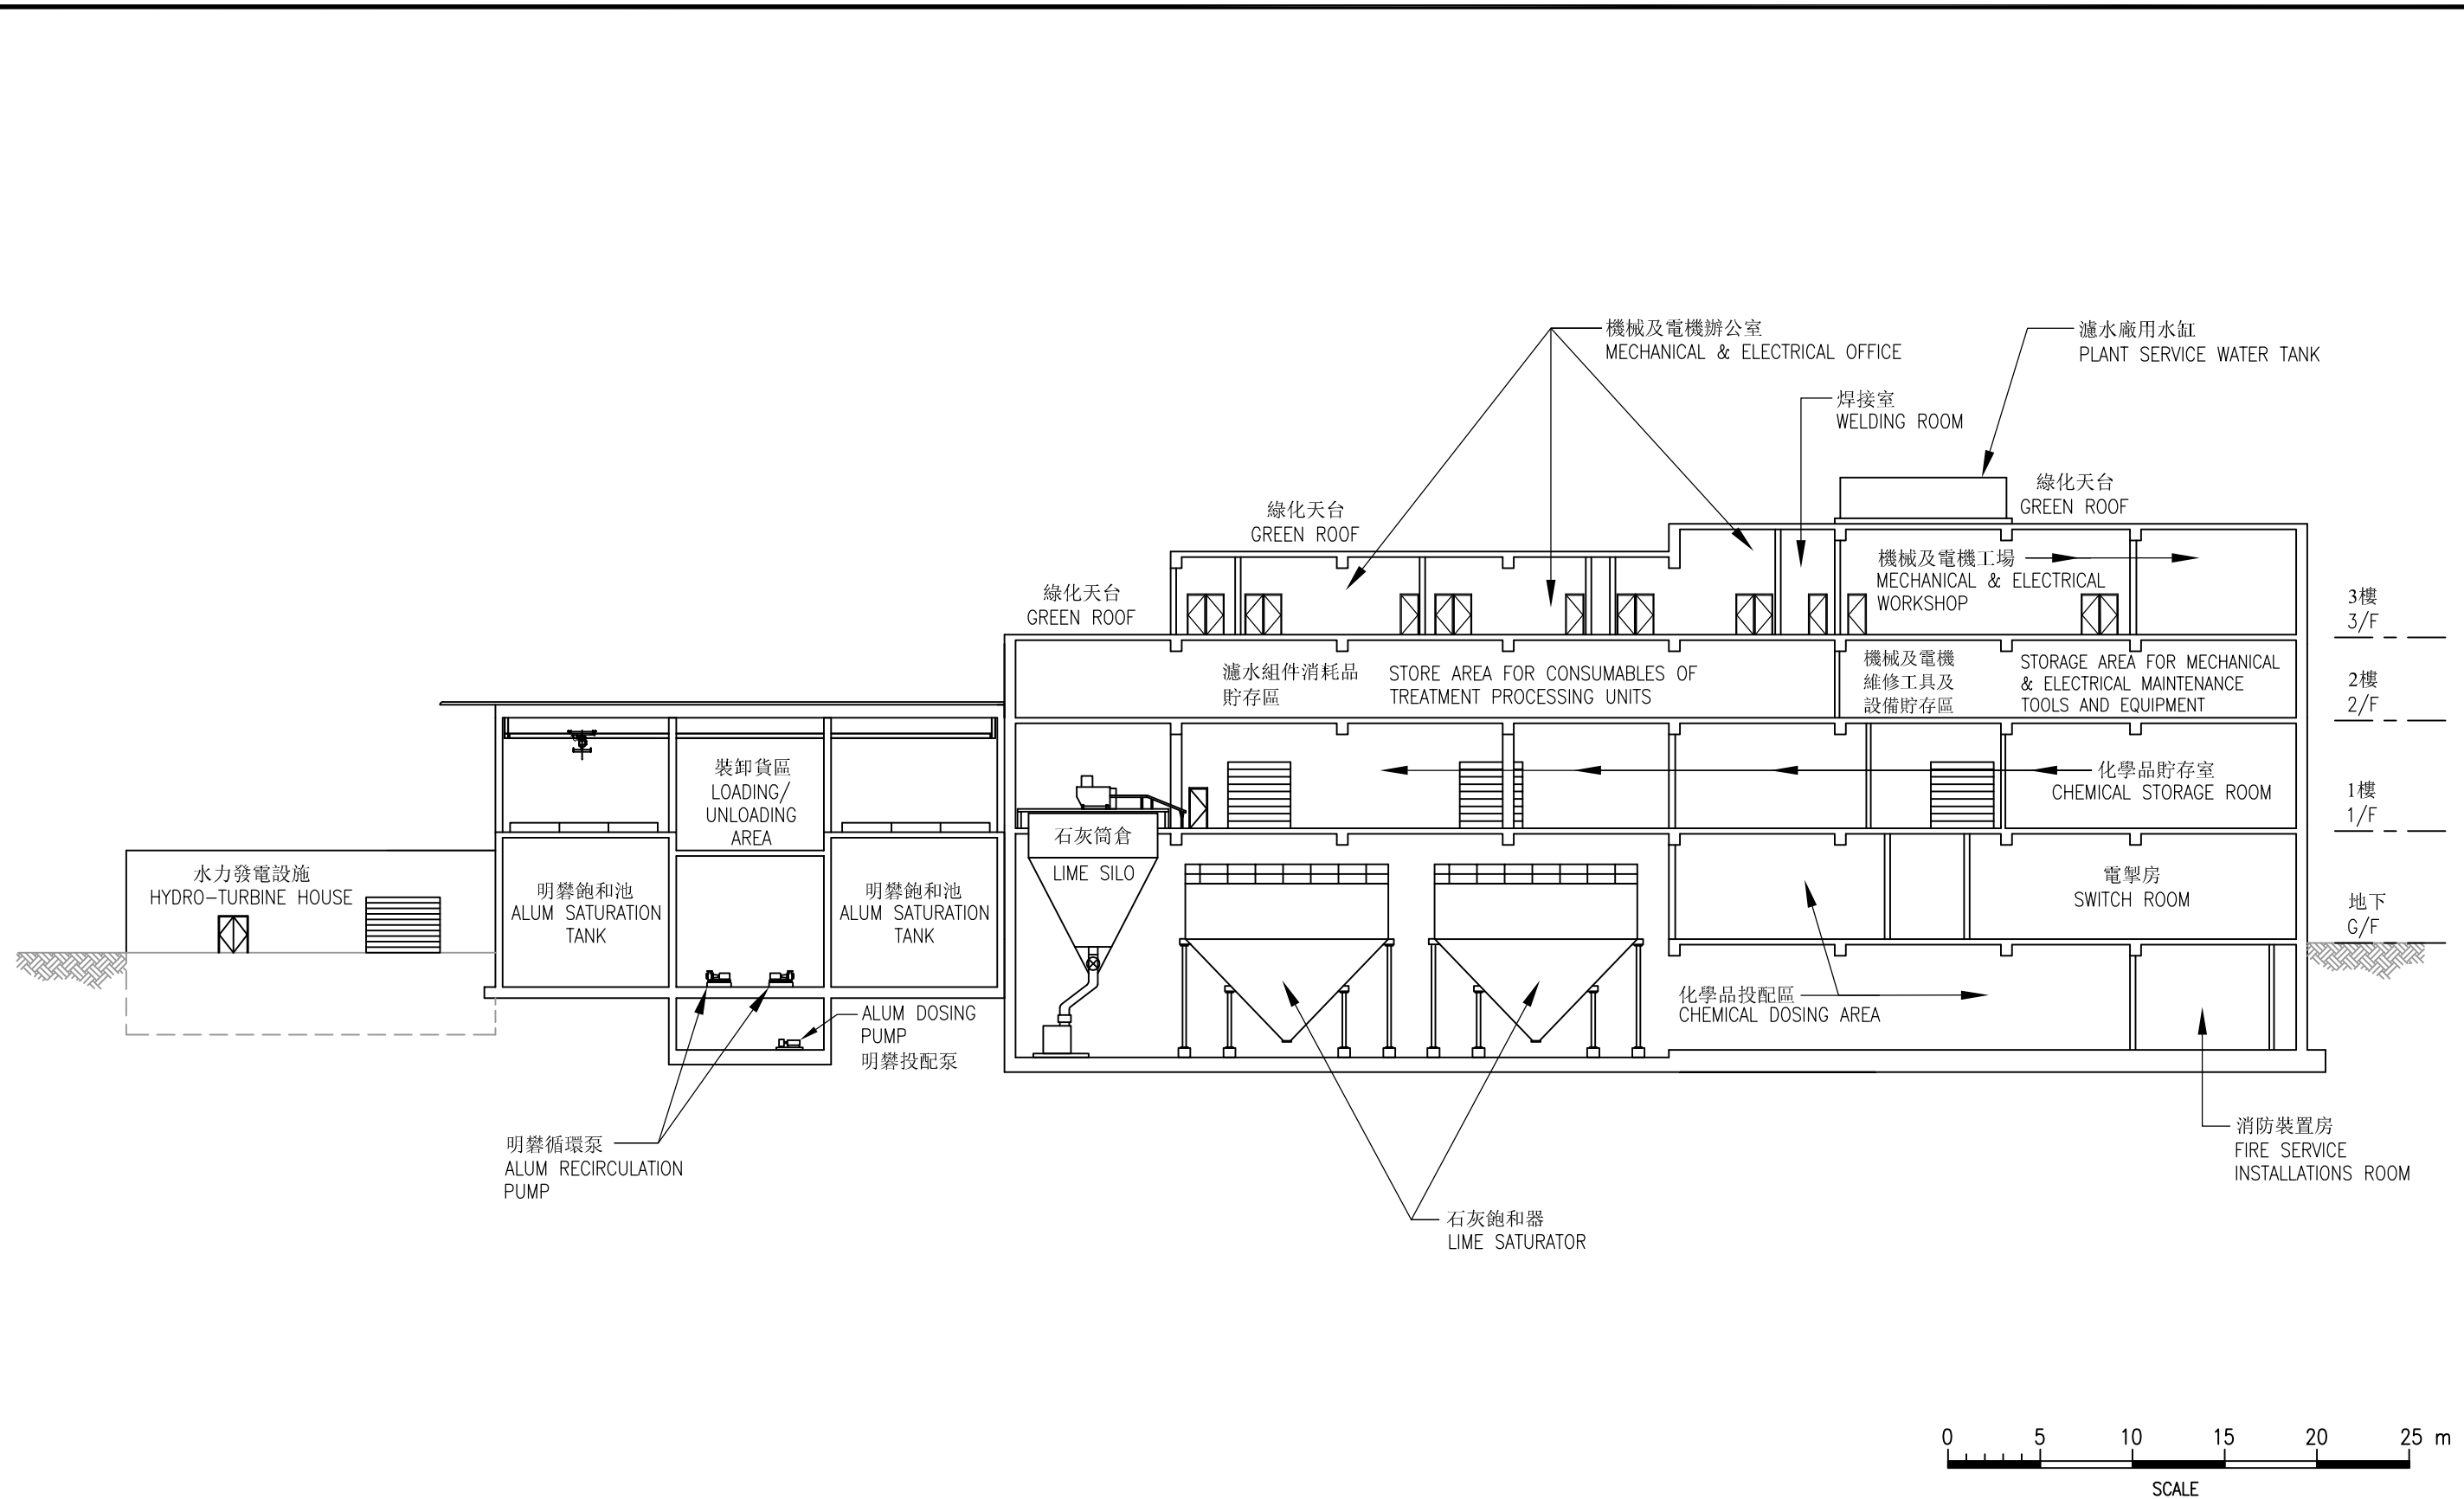 機械及電機辦公室
MECHANICAL & ELECTRICAL OFFICE
濾水廠用水缸
PLANT SERVICE WATER TANK
焊接室
WELDING ROOM
綠化天台
GREEN ROOF
綠化天台
GREEN ROOF
綠化天台
GREEN ROOF
機械及電機工場
MECHANICAL & ELECTRICAL
WORKSHOP
3樓
3/F
濾水組件消耗品
貯存區
STORE AREA FOR CONSUMABLES OF
TREATMENT PROCESSING UNITS
機械及電機
維修工具及
設備貯存區
STORAGE AREA FOR MECHANICAL
& ELECTRICAL MAINTENANCE
TOOLS AND EQUIPMENT
2樓
2/F
裝卸貨區
LOADING/
UNLOADING
AREA
化學品貯存室
CHEMICAL STORAGE ROOM
1樓
1/F
石灰筒倉
LIME SILO
水力發電設施
HYDRO-TURBINE HOUSE
明礬飽和池
ALUM SATURATION
TANK
明礬飽和池
ALUM SATURATION
TANK
電掣房
SWITCH ROOM
地下
G/F
ALUM DOSING
PUMP
明礬投配泵
化學品投配區
CHEMICAL DOSING AREA
明礬循環泵
ALUM RECIRCULATION
PUMP
消防裝置房
FIRE SERVICE
INSTALLATIONS ROOM
石灰飽和器
LIME SATURATOR
0 5 10 15 20 25 m
SCALE